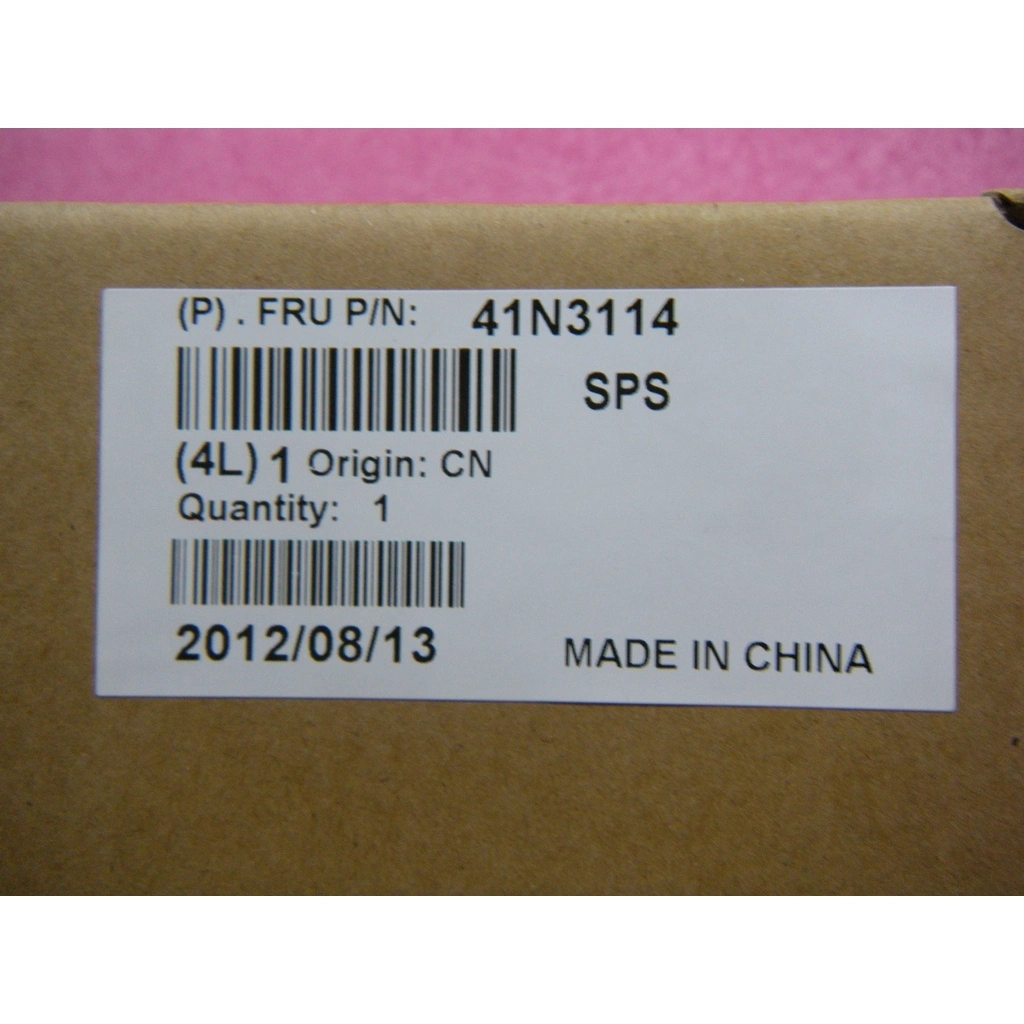 (P) . FRU P/N: 41N3114
SPS
(4L) 1 Origin: CN
Quantity: 1
2012/08/13
MADE IN CHINA